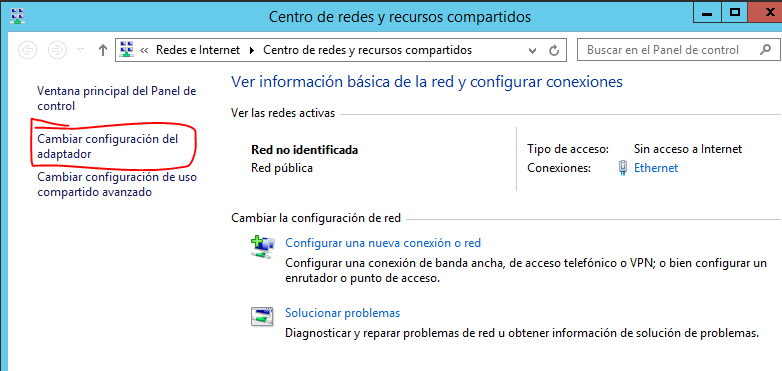 Centro de redes y recursos compartidos
« Redes e Internet Centro de redes y recursos compartidos
Buscar en el Panel de control
Ventana principal del Panel de
control
Cambiar configuración del
adaptador
Cambiar configuración de uso
compartido avanzado
Ver información básica de la red y configurar conexiones
Ver las redes activas
Red no identificada
Red pública
Tipo de acceso: Sin acceso a Internet
Conexiones: Ethernet
Cambiar la configuración de red
Configurar una nueva conexión o red
Configurar una conexión de banda ancha, de acceso telefónico o VPN; o bien configurar un
enrutador o punto de acceso.
Solucionar problemas
Diagnosticar y reparar problemas de red u obtener información de solución de problemas.